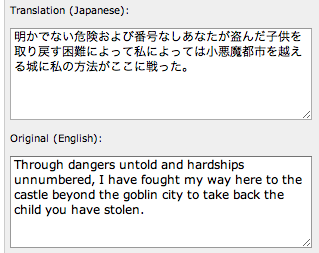 Translation (Japanese):
明かでない危険および番号なしあなたが盗んだ子供を
取り戻す困難によって私によっては小悪魔都市を越え
る城に私の方法がここに戦った。
Original (English):
Through dangers untold and hardships
unnumbered, I have fought my way here to the
castle beyond the goblin city to take back the
child you have stolen.